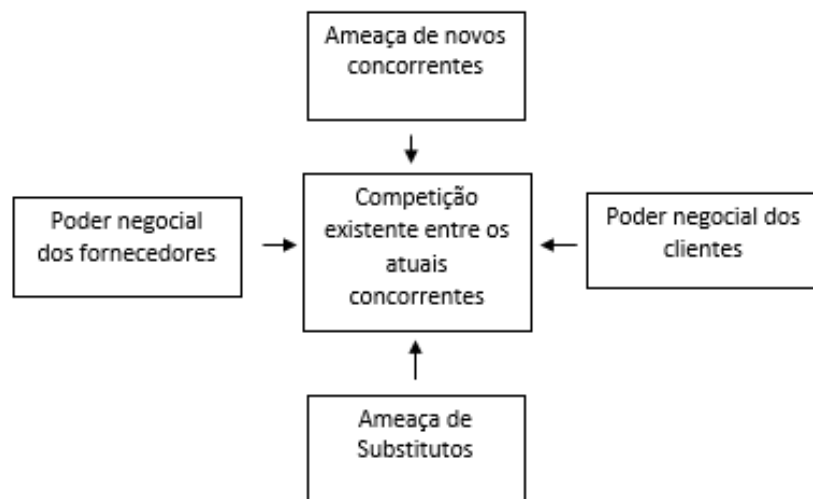 Ameaça de novos
concorrentes
Poder negocial
dos fornecedores
Competição
existente entre os
atuais
concorrentes
Poder negocial dos
clientes
Ameaça de
Substitutos